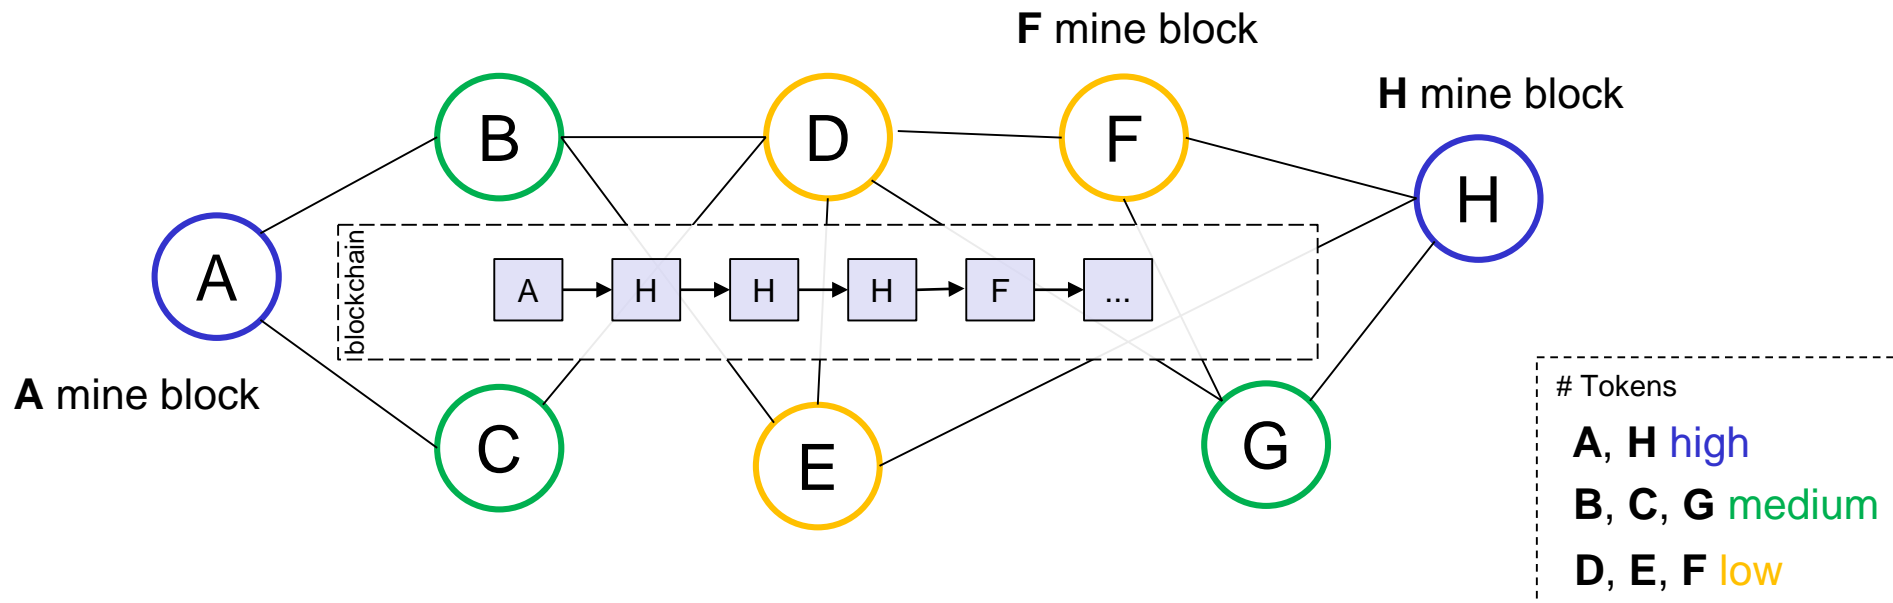 F mine block
H mine block
B
D
F
H
A
blockchain
A
H
H
H
F
...
A mine block
C
E
G
# Tokens
A, H high
B, C, G medium
D, E, F low